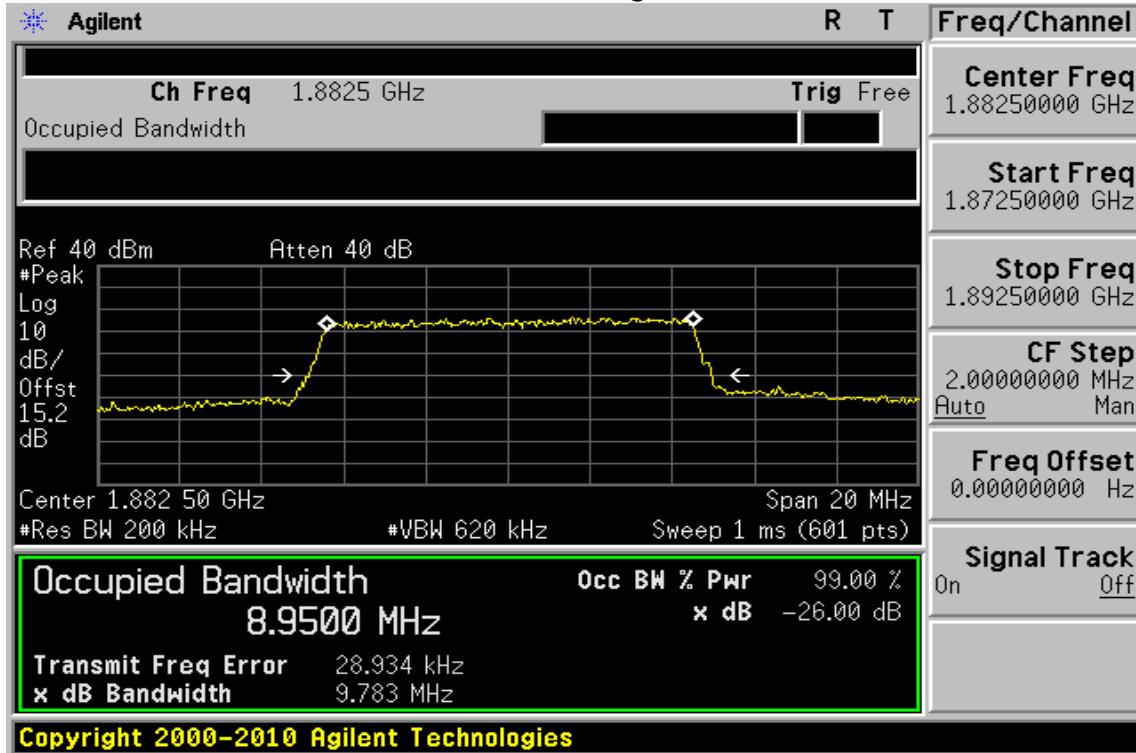 Agilent R T Freq/Channel
Ch Freq 1.8825 GHz Trig Free
Occupied Bandwidth
Center Freq
1.88250000 GHz
Start Freq
1.87250000 GHz
Stop Freq
1.89250000 GHz
CF Step
2.00000000 MHz
Auto Man
Freq Offset
0.00000000 Hz
Signal Track
On Off
Ref 40 dBm Atten 40 dB
#Peak
Log
10
dB/
Offst
15.2
dB
Center 1.882 50 GHz Span 20 MHz
#Res BW 200 kHz #VBW 620 kHz Sweep 1 ms (601 pts)
Occupied Bandwidth Occ BW % Pwr 99.00 %
8.9500 MHz x dB -26.00 dB
Transmit Freq Error 28.934 kHz
x dB Bandwidth 9.783 MHz
Copyright 2000-2010 Agilent Technologies